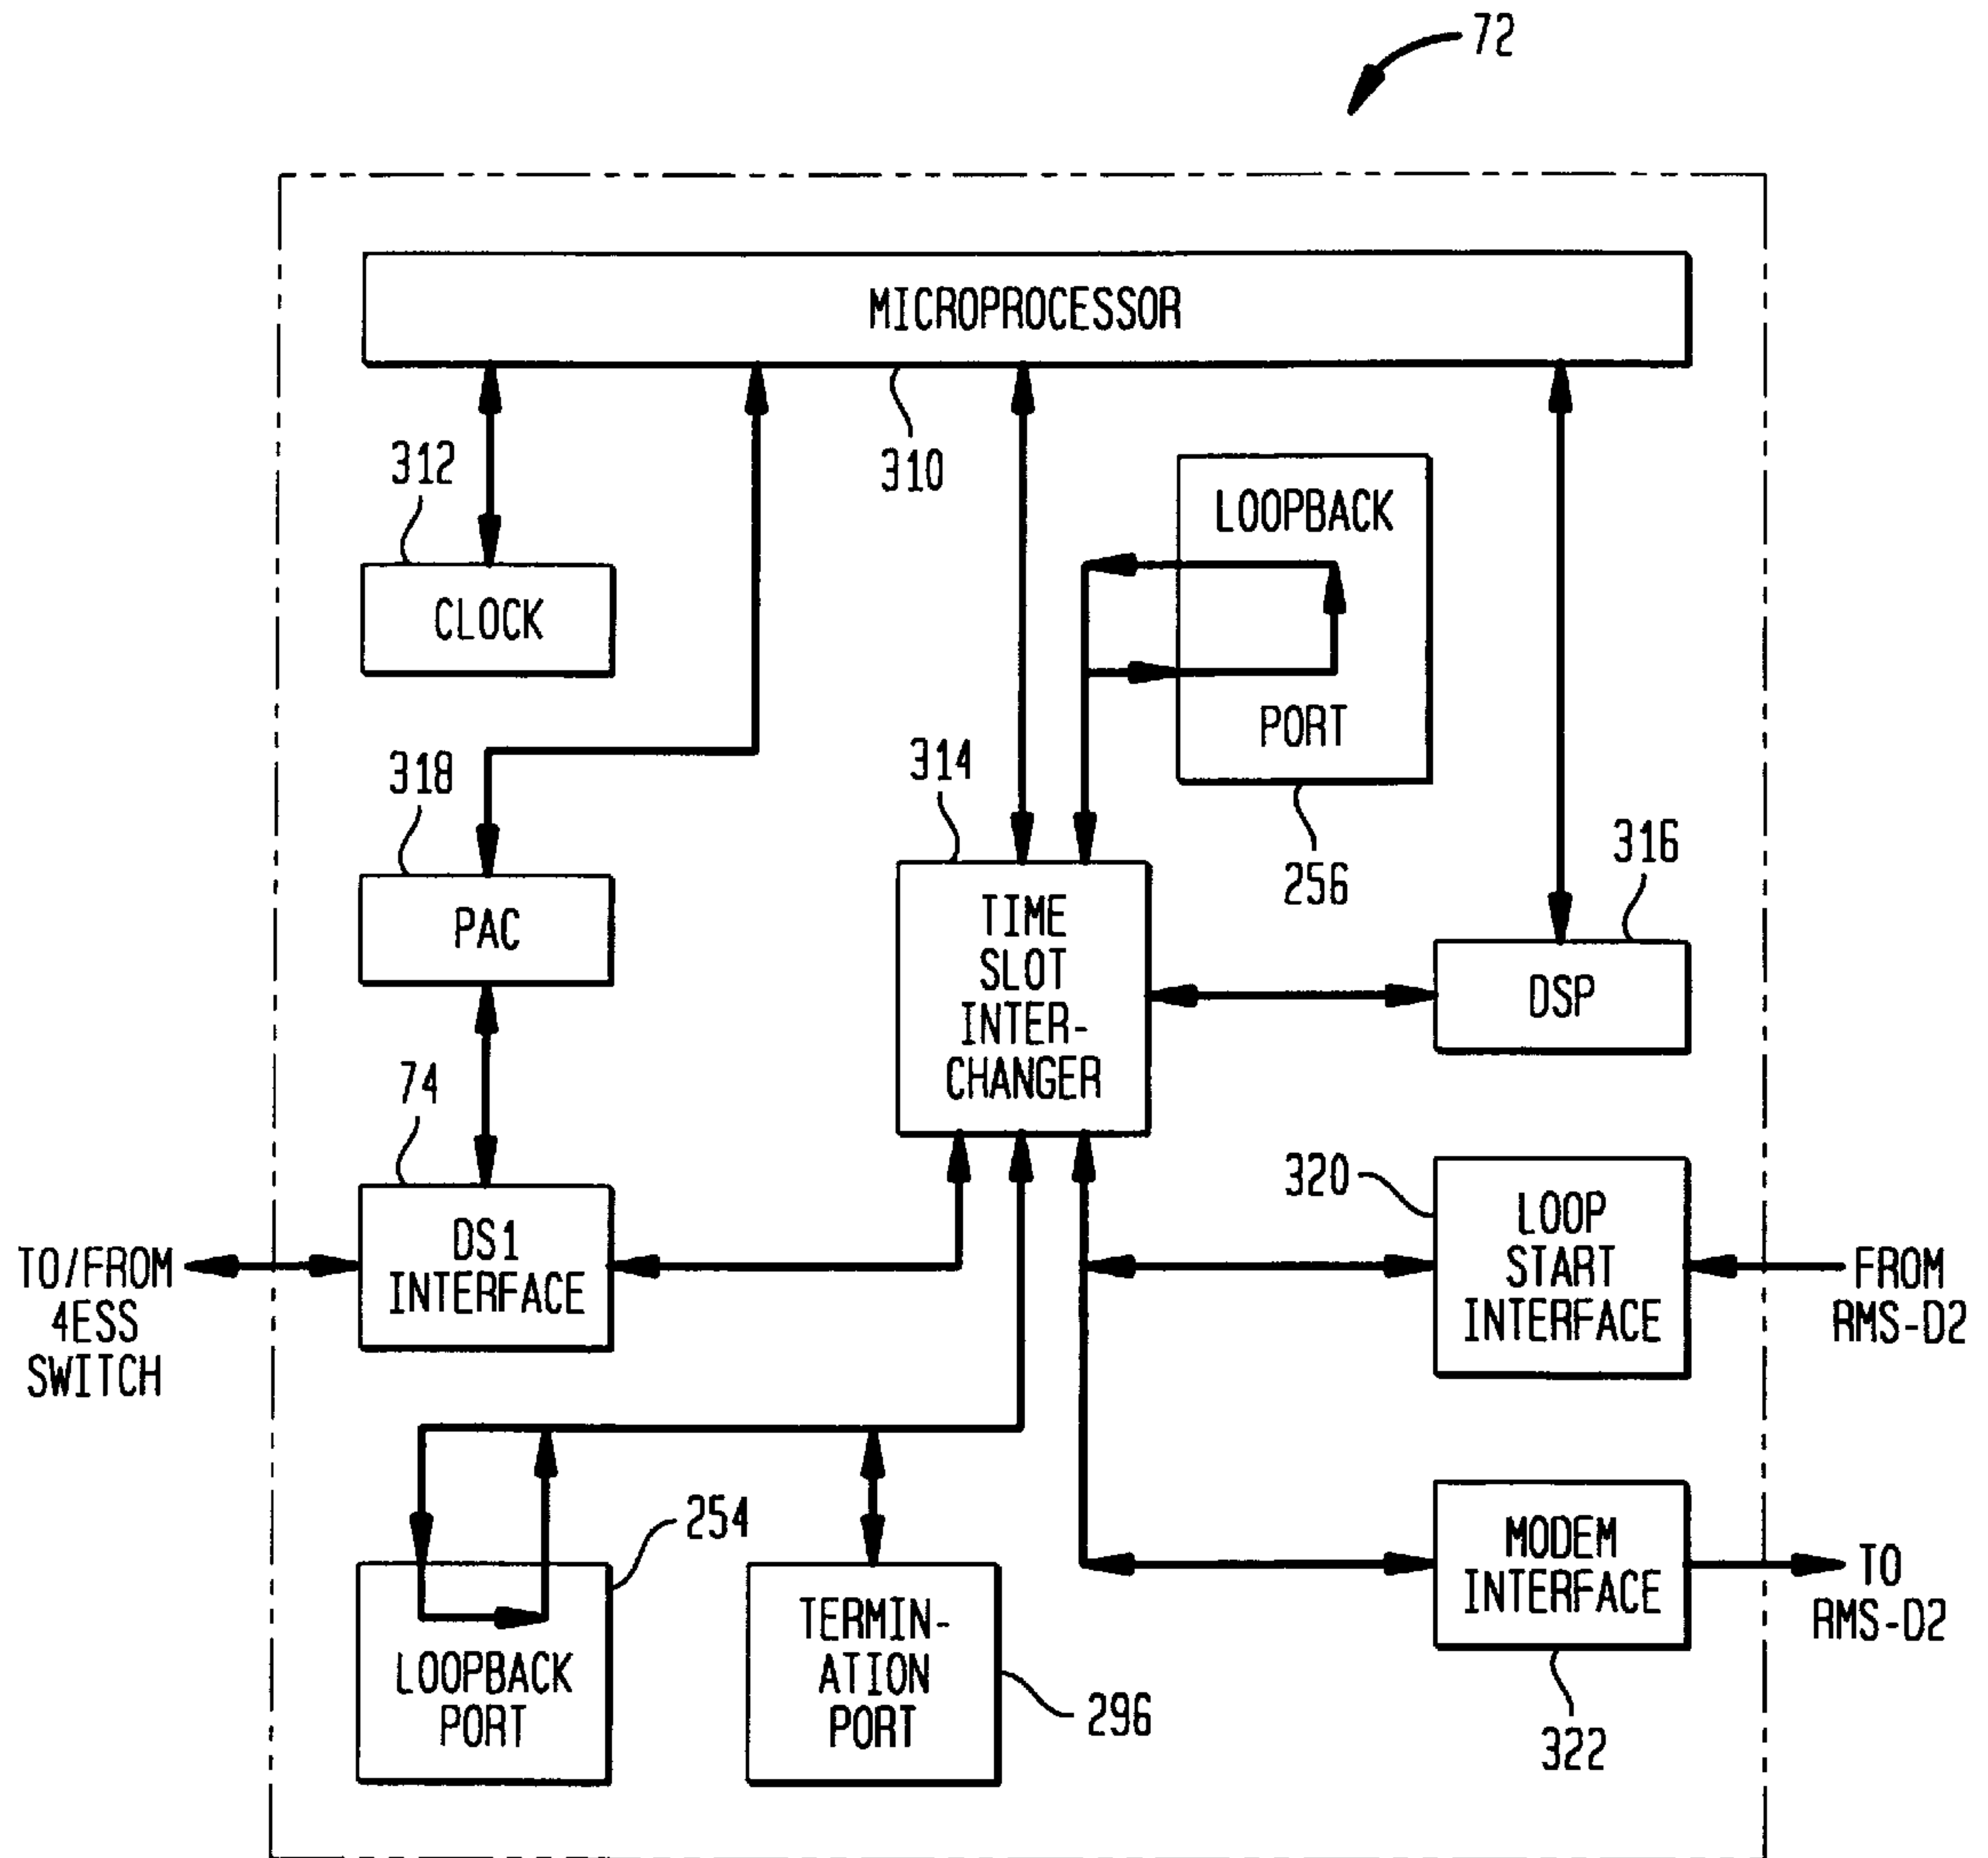 72
MICROPROCESSOR
310
312
CLOCK
LOOPBACK
PORT
256
318
PAC
314
TIME
SLOT
INTER-
CHANGER
316
DSP
74
DS1
INTERFACE
TO/FROM
4ESS
SWITCH
320
LOOP
START
INTERFACE
FROM
RMS-D2
254
LOOPBACK
PORT
TERMIN-
ATION
PORT
296
MODEM
INTERFACE
322
TO
RMS-D2